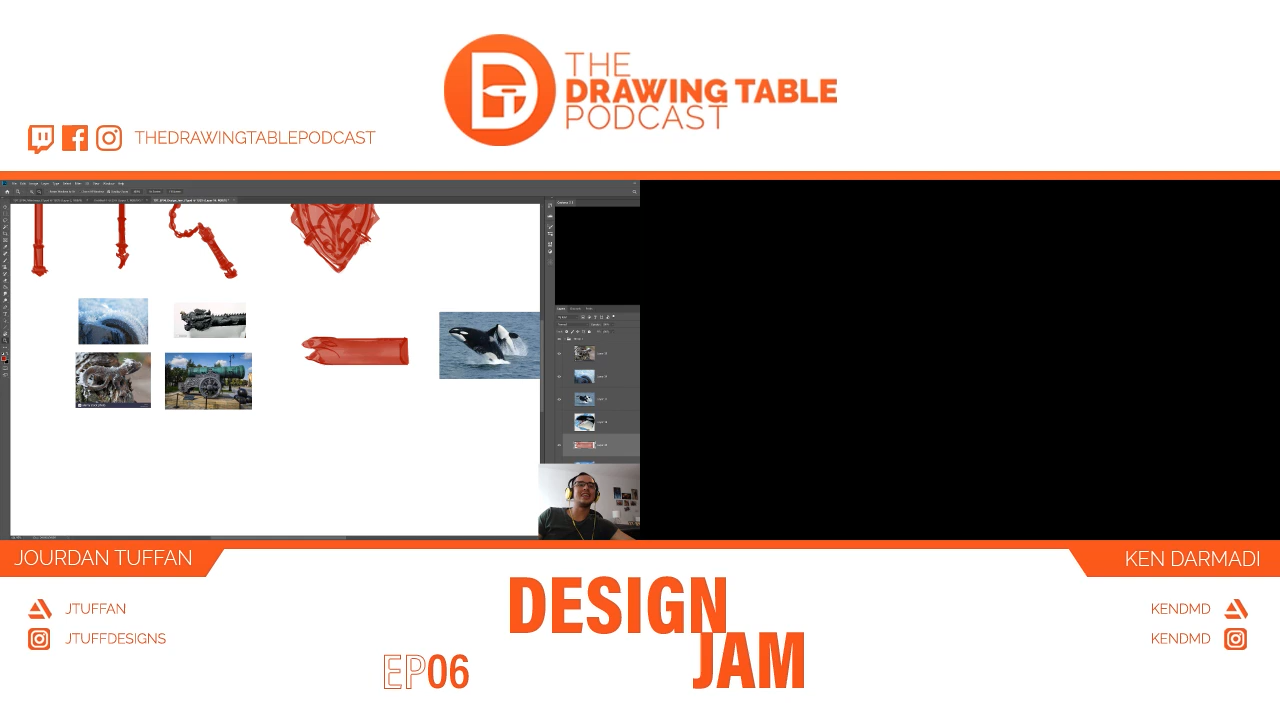 THE
DRAWING TABLE
PODCAST
THEDRAWINGTABLEPODCAST
JOURDAN TUFFAN
KEN DARMADI
JTUFFAN
JTUFFDESIGNS
KENDMD
KENDMD
DESIGN
JAM
EP06